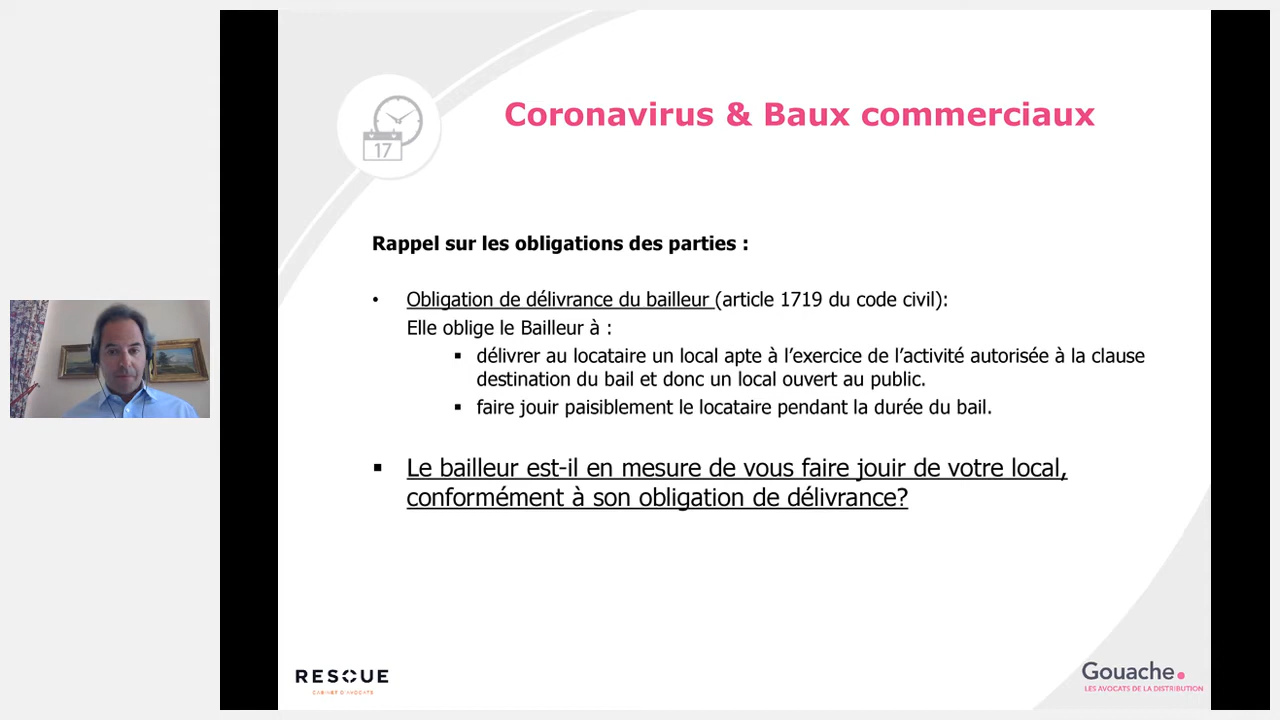 Coronavirus & Baux commerciaux
17
Rappel sur les obligations des parties :
• Obligation de délivrance du bailleur (article 1719 du code civil):
Elle oblige le Bailleur à :
▪ délivrer au locataire un local apte à l’exercice de l’activité autorisée à la clause
destination du bail et donc un local ouvert au public.
▪ faire jouir paisiblement le locataire pendant la durée du bail.
▪ Le bailleur est-il en mesure de vous faire jouir de votre local,
conformément à son obligation de délivrance?
RESCUE
CABINET D'AVOCATS
Gouache.
LES AVOCATS DE LA DISTRIBUTION